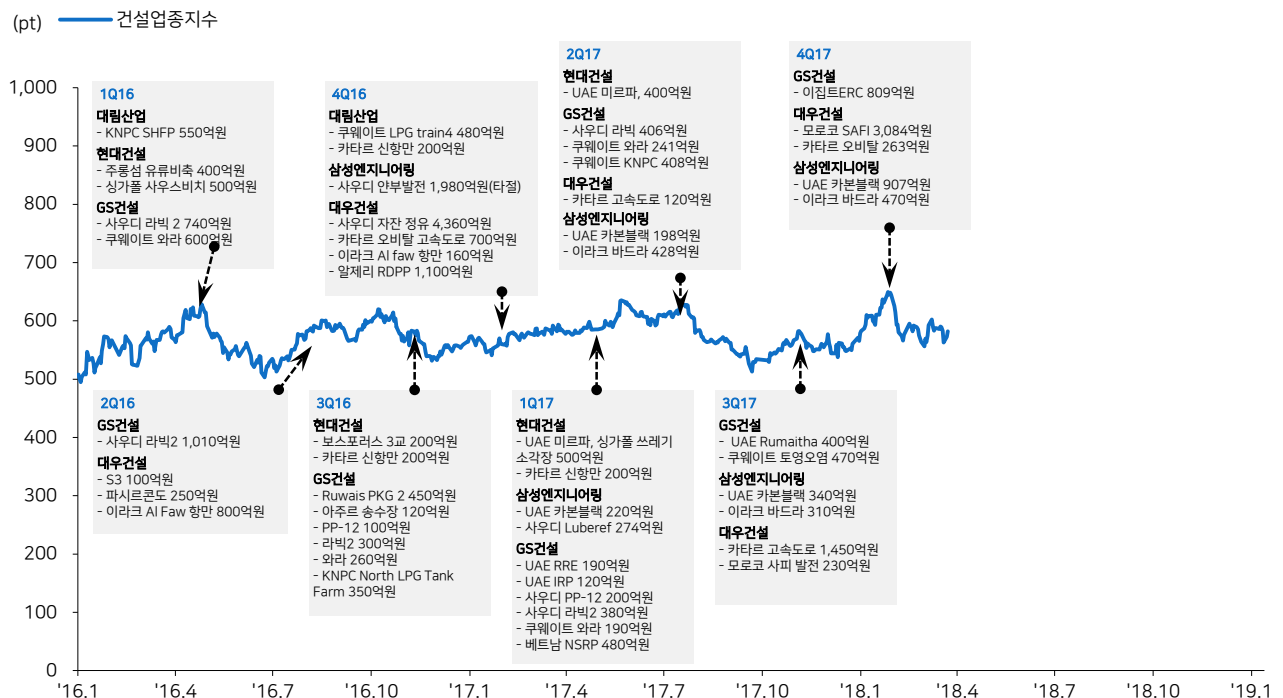 (pt)
건설업종지수
1,000
900
800
700
600
500
400
300
200
100
0
'16.1
'16.4
'16.7
'16.10
'17.1
'17.4
'17.7
'17.10
'18.1
'18.4
'18.7
'18.10
'19.1
1Q16
대림산업
- KNPC SHFP 550억원
현대건설
- 주롱섬 유류비축 400억원
- 싱가폴 사우스비치 500억원
GS건설
- 사우디 라빅 2 740억원
- 쿠웨이트 와라 600억원
4Q16
대림산업
- 쿠웨이트 LPG train4 480억원
- 카타르 신항만 200억원
삼성엔지니어링
- 사우디 얀부발전 1,980억원(타절)
대우건설
- 사우디 자잔 정유 4,360억원
- 카타르 오비탈 고속도로 700억원
- 이라크 Al faw 항만 160억원
- 알제리 RDPP 1,100억원
2Q17
현대건설
- UAE 미르파, 400억원
GS건설
- 사우디 라빅 406억원
- 쿠웨이트 와라 241억원
- 쿠웨이트 KNPC 408억원
대우건설
- 카타르 고속도로 120억원
삼성엔지니어링
- UAE 카본블랙 198억원
- 이라크 바드라 428억원
4Q17
GS건설
- 이집트ERC 809억원
대우건설
- 모로코 SAFI 3,084억원
- 카타르 오비탈 263억원
삼성엔지니어링
- UAE 카본블랙 907억원
- 이라크 바드라 470억원
2Q16
GS건설
- 사우디 라빅2 1,010억원
대우건설
- S3 100억원
- 파시르콘도 250억원
- 이라크 Al Faw 항만 800억원
3Q16
현대건설
- 보스포러스 3교 200억원
- 카타르 신항만 200억원
GS건설
- Ruwais PKG 2 450억원
- 아주르 송수장 120억원
- PP-12 100억원
- 라빅2 300억원
- 와라 260억원
- KNPC North LPG Tank
Farm 350억원
1Q17
현대건설
- UAE 미르파, 싱가폴 쓰레기
소각장 500억원
- 카타르 신항만 200억원
삼성엔지니어링
- UAE 카본블랙 220억원
- 사우디 Luberef 274억원
GS건설
- UAE RRE 190억원
- UAE IRP 120억원
- 사우디 PP-12 200억원
- 사우디 라빅2 380억원
- 쿠웨이트 와라 190억원
- 베트남 NSRP 480억원
3Q17
GS건설
- UAE Rumaitha 400억원
- 쿠웨이트 토영오염 470억원
삼성엔지니어링
- UAE 카본블랙 340억원
- 이라크 바드라 310억원
대우건설
- 카타르 고속도로 1,450억원
- 모로코 사피 발전 230억원